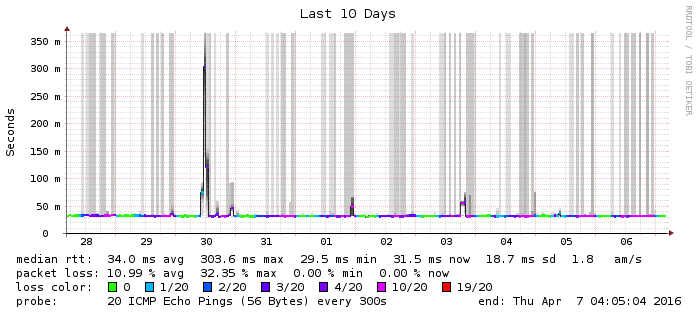 Last 10 Days
RRDTOOL / TOBI OETIKER
Seconds
350 m
300 m
250 m
200 m
150 m
100 m
50 m
0
28 29 30 31 01 02 03 04 05 06
median rtt: 34.0 ms avg 303.6 ms max 29.5 ms min 31.5 ms now 18.7 ms sd 1.8 am/s
packet loss: 10.99 % avg 32.35 % max 0.00 % min 0.00 % now
loss color: 0 1/20 2/20 3/20 4/20 10/20 19/20
probe: 20 ICMP Echo Pings (56 Bytes) every 300s end: Thu Apr 7 04:05:04 2016